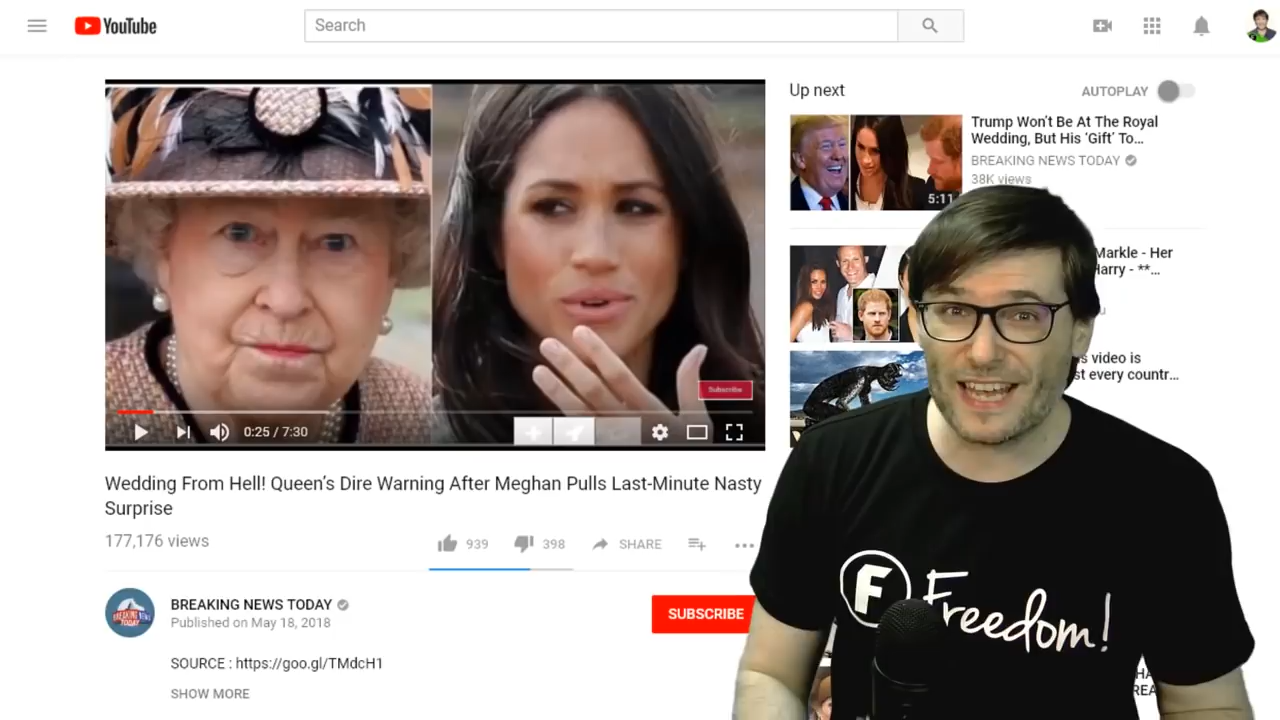 YouTube
Search
Up next
AUTOPLAY
Trump Won't Be At The Royal
Wedding, But His 'Gift' To...
BREAKING NEWS TODAY
38K views
5:11
Markle - Her
Harry - **...
s video is
st every countr...
Subscribe
0:25 / 7:30
Wedding From Hell! Queen's Dire Warning After Meghan Pulls Last-Minute Nasty
Surprise
177,176 views
939
398
SHARE
BREAKING NEWS TODAY
Published on May 18, 2018
SUBSCRIBE
SOURCE : https://goo.gl/TMdcH1
SHOW MORE
F Freedom!